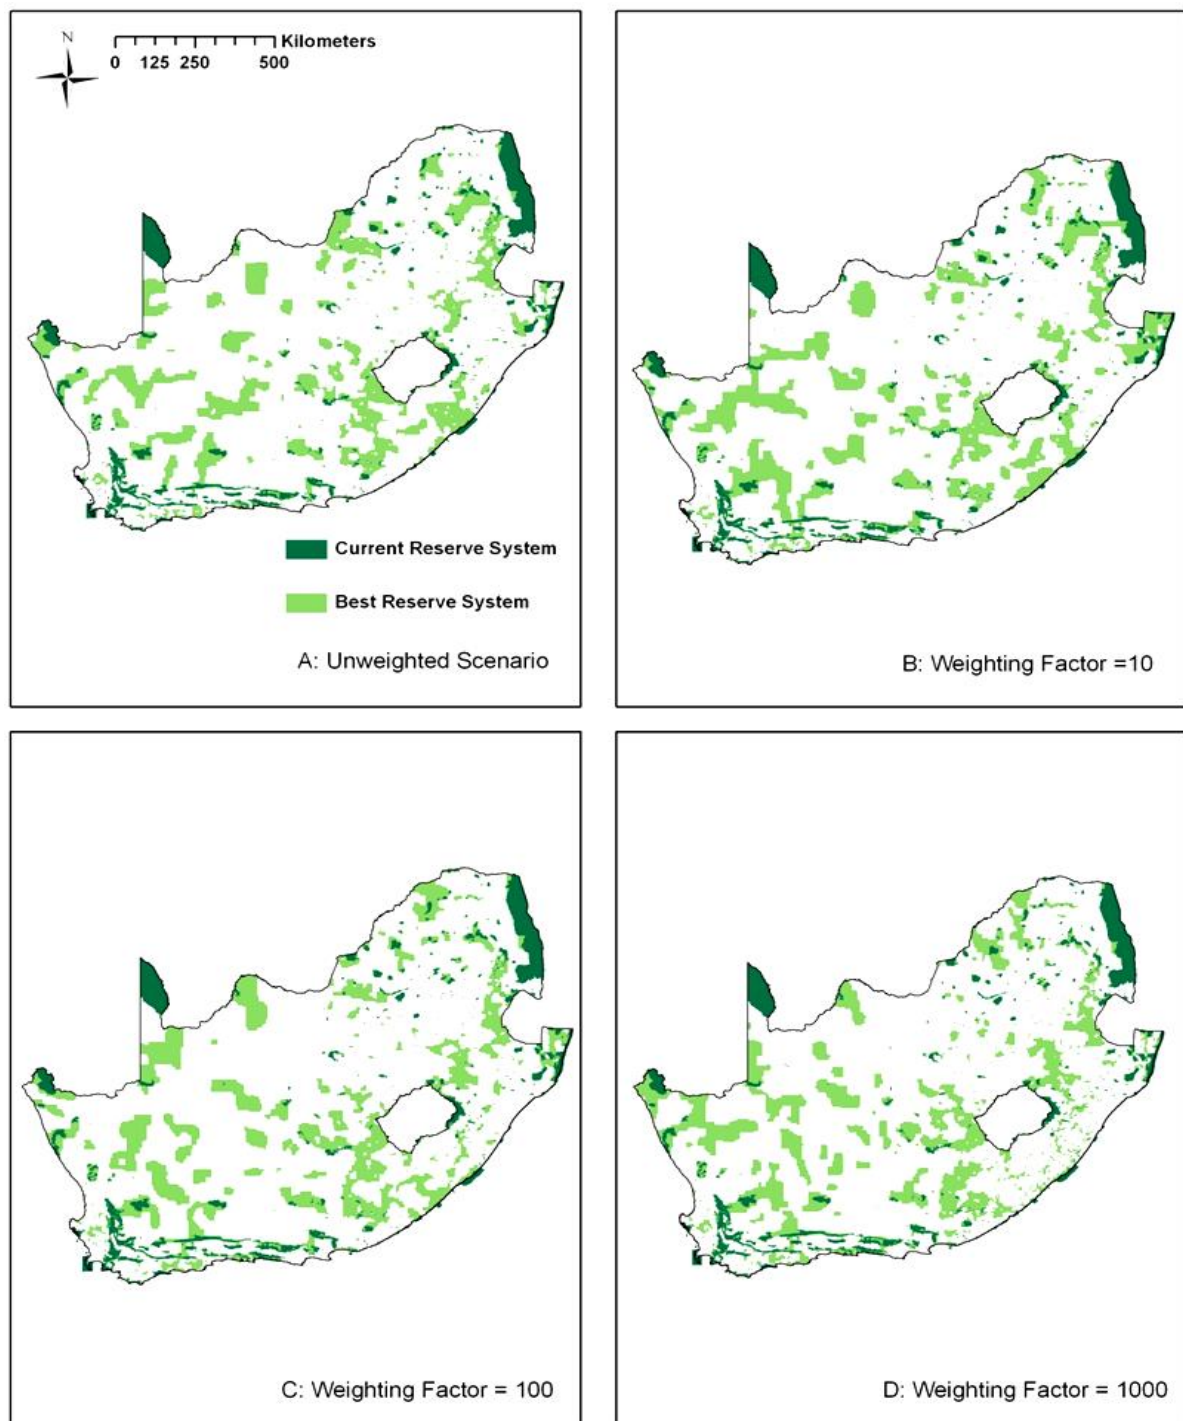 N
Kilometers
0 125 250 500
Current Reserve System
Best Reserve System
A: Unweighted Scenario
B: Weighting Factor =10
C: Weighting Factor = 100
D: Weighting Factor = 1000